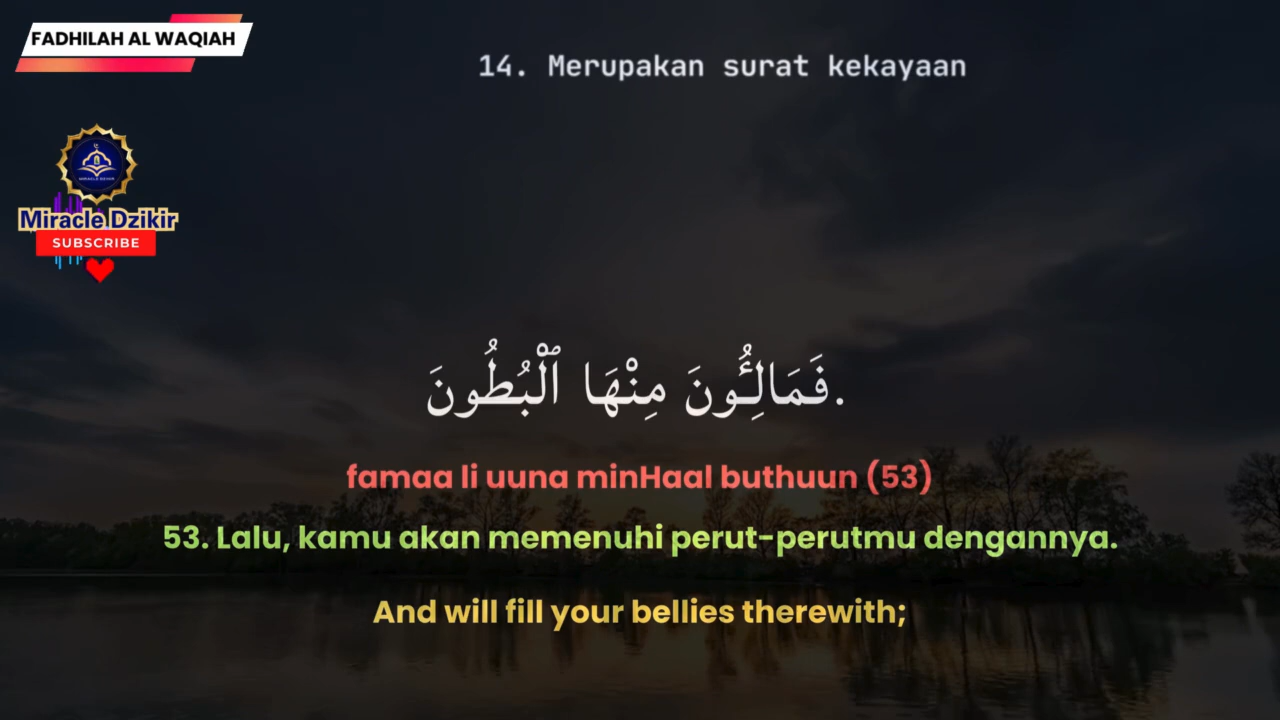 FADHILAH AL WAQIAH
14. Merupakan surat kekayaan
Miracle Dzikir
SUBSCRIBE
فَمَالِـُٔونَ مِنْهَا ٱلْبُطُونَ.
famaa li uuna minHaal buthuun (53)
53. Lalu, kamu akan memenuhi perut-perutmu dengannya.
And will fill your bellies therewith;